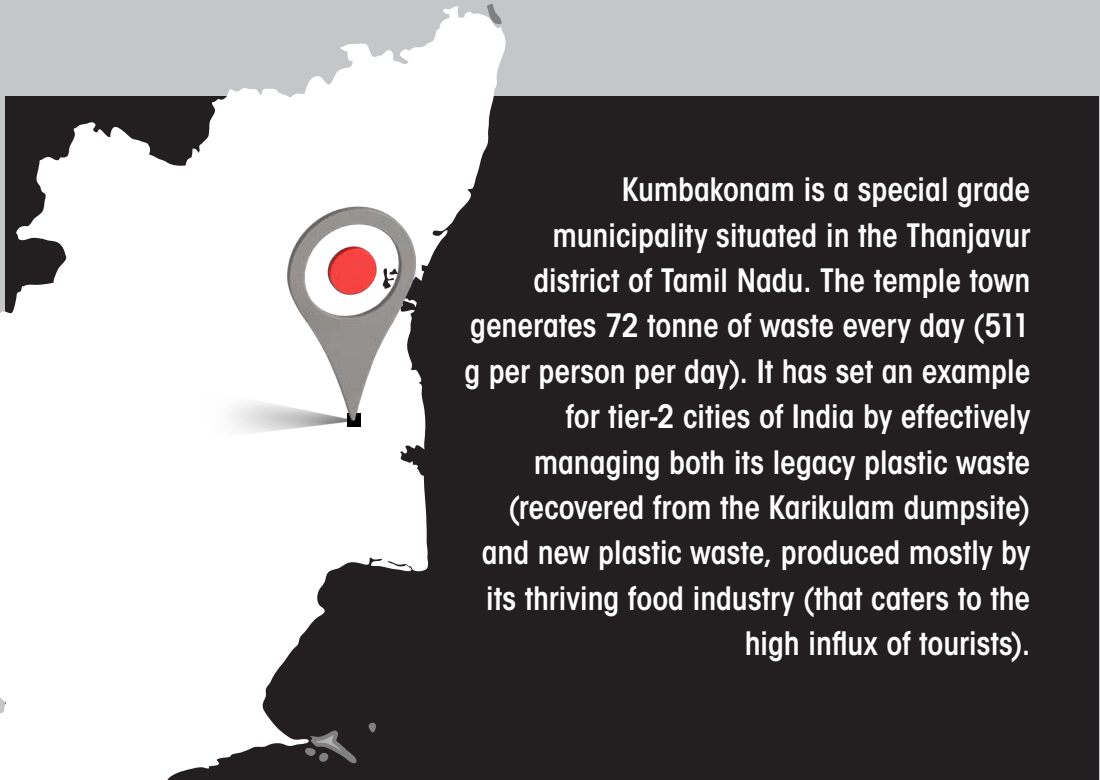 Kumbakonam is a special grade
municipality situated in the Thanjavur
district of Tamil Nadu. The temple town
generates 72 tonne of waste every day (511
g per person per day). It has set an example
for tier-2 cities of India by effectively
managing both its legacy plastic waste
(recovered from the Karikulam dumpsite)
and new plastic waste, produced mostly by
its thriving food industry (that caters to the
high influx of tourists).